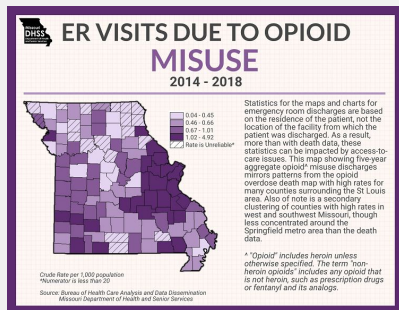 Missouri
DHSS
ER VISITS DUE TO OPIOID
MISUSE
2014 - 2018
0.04 - 0.45
0.46 - 0.66
0.67 - 1.01
1.02 - 4.92
Rate is Unreliable*
Statistics for the maps and charts for
emergency room discharges are based
on the residence of the patient, not the
location of the facility from which the
patient was discharged. As a result,
more than with death data, these
statistics can be impacted by access-to-
care issues. This map showing five-year
aggregate opioid^ misuse discharges
mirrors patterns from the opioid
overdose death map with high rates for
many counties surrounding the St Louis
area. Also of note is a secondary
clustering of counties with high rates in
west and southwest Missouri, though
less concentrated around the
Springfield metro area than the death
data.
^ "Opioid" includes heroin unless
otherwise specified. The term "non-
heroin opioids" includes any opioid that
is not heroin, such as prescription drugs
or fentanyl and its analogs.
Crude Rate per 1,000 population
*Numerator is less than 20
Source: Bureau of Health Care Analysis and Data Dissemination
Missouri Department of Health and Senior Services